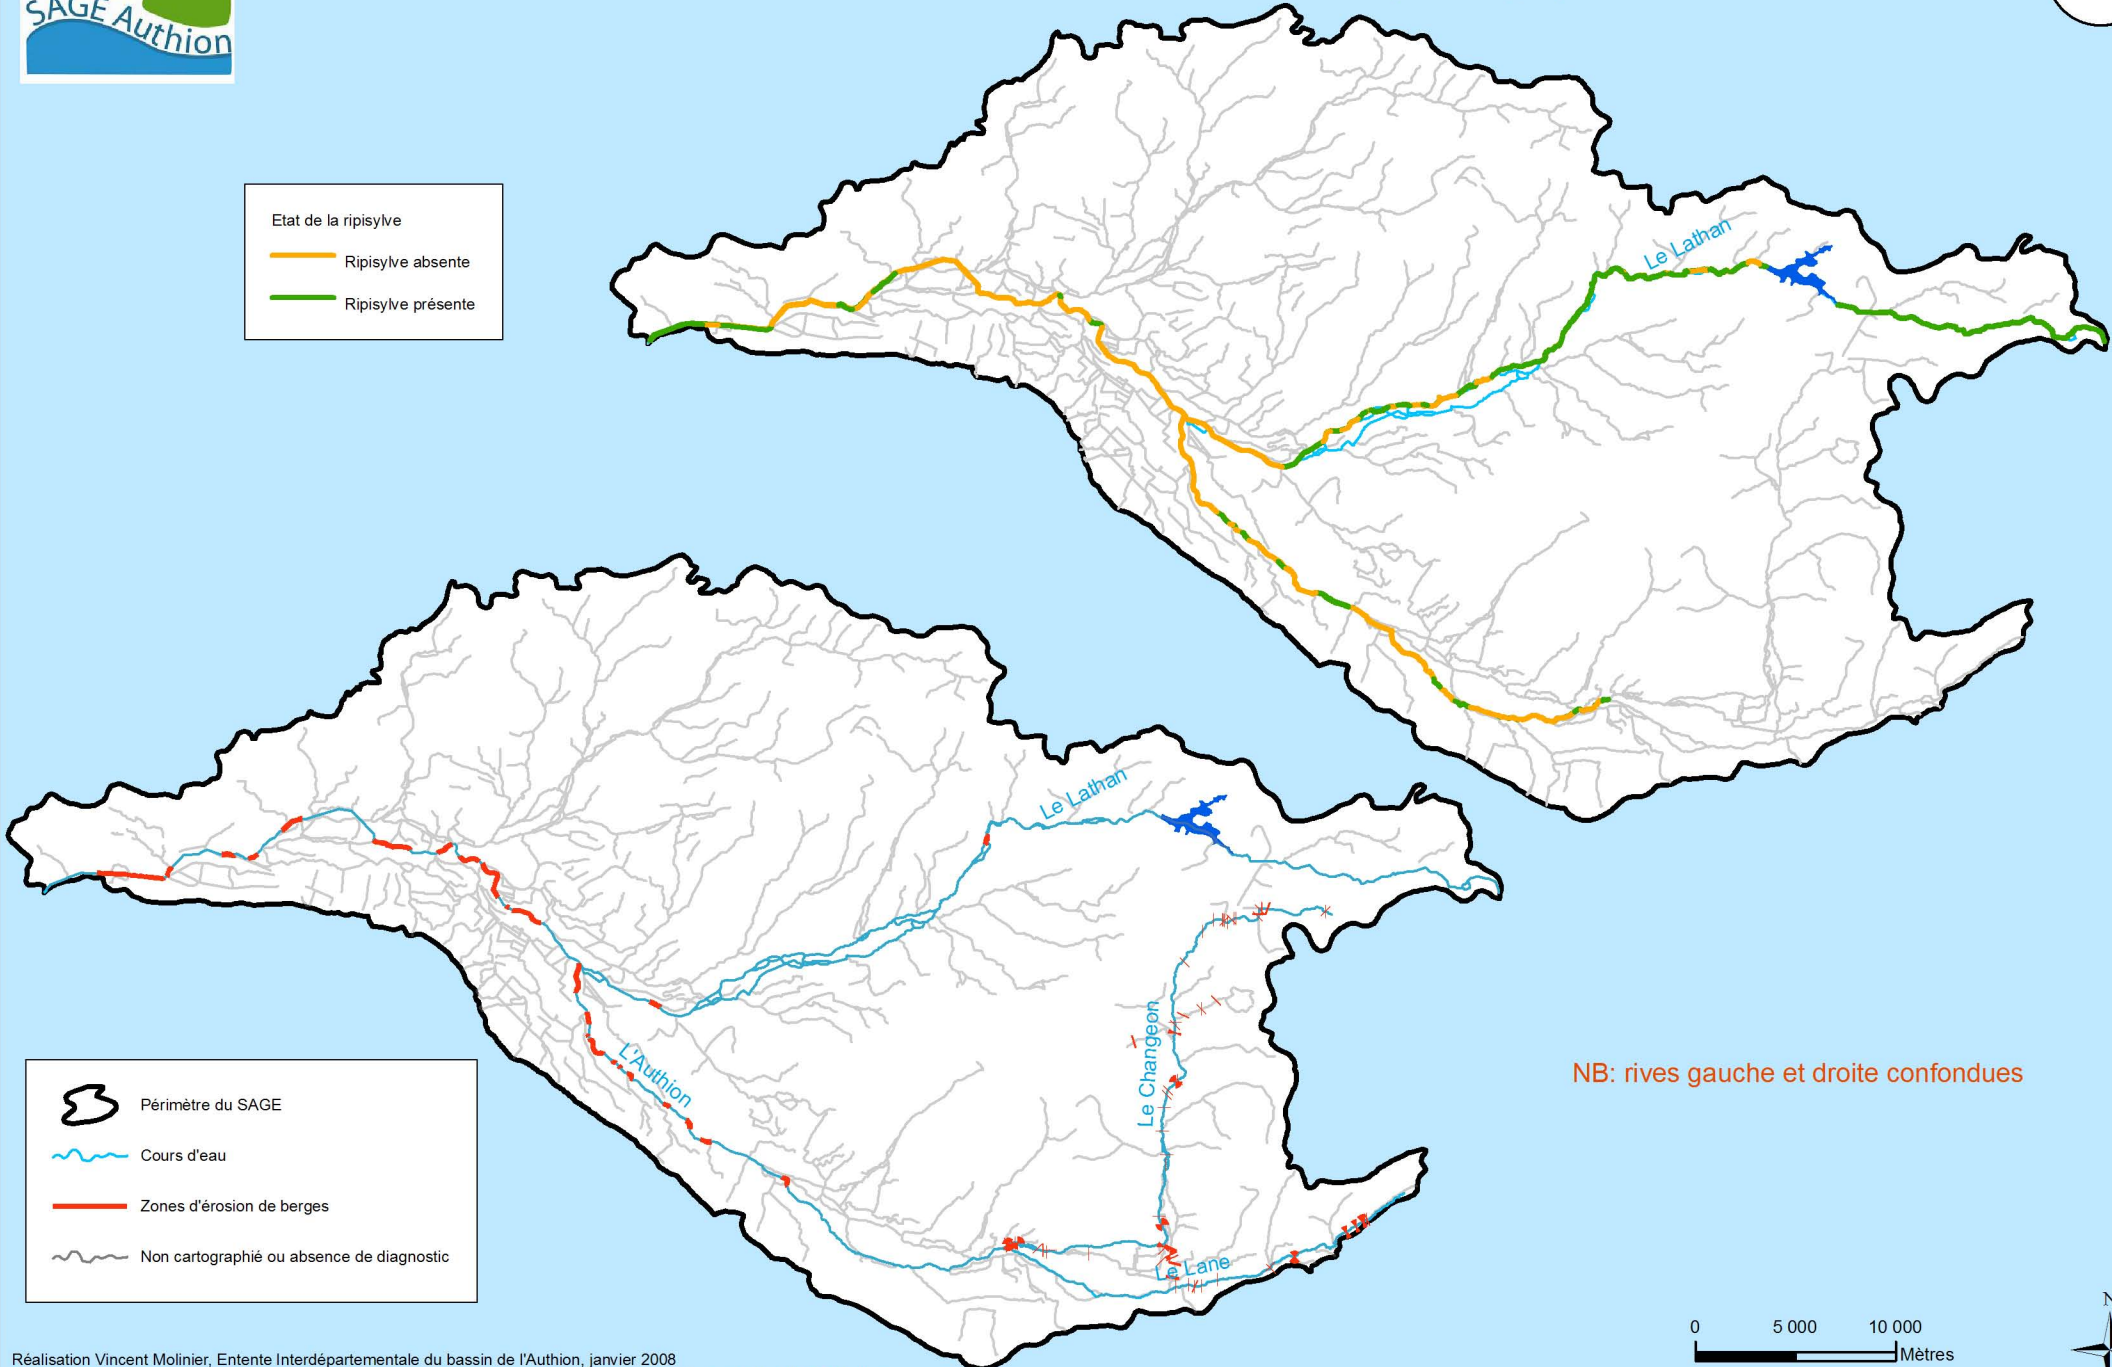 SAGE Authion
Etat de la ripisylve
Ripisylve absente
Ripisylve présente
Le Lathan
Le Lathan
L'Authion
Le Changeon
Le Lane
NB: rives gauche et droite confondues
Périmètre du SAGE
Cours d'eau
Zones d'érosion de berges
Non cartographié ou absence de diagnostic
0 5 000 10 000
Mètres
N
Réalisation Vincent Molinier, Entente Interdépartementale du bassin de l'Authion, janvier 2008